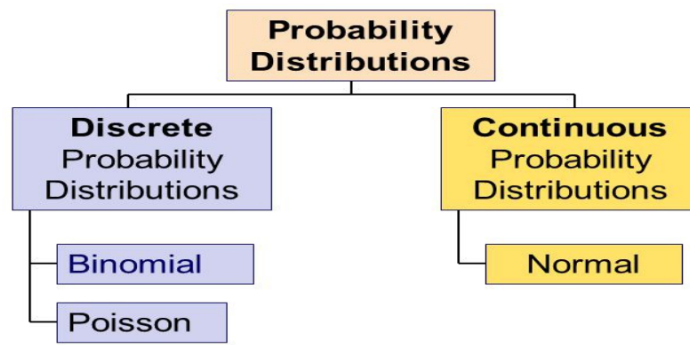 Probability
Distributions
Discrete
Probability
Distributions
Binomial
Poisson
Continuous
Probability
Distributions
Normal